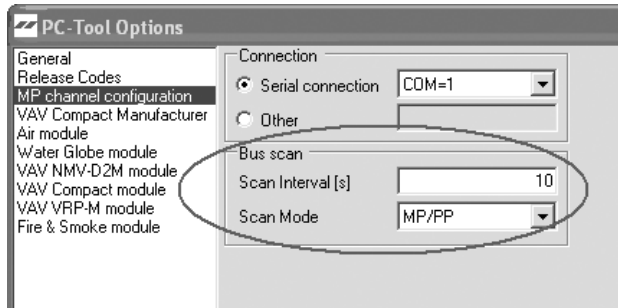 PC-Tool Options
General
Release Codes
MP channel configuration
VAV Compact Manufacturer
Air module
Water Globe module
VAV NMV-D2M module
VAV Compact module
VAV VRP-M module
Fire & Smoke module
Connection
Serial connection COM=1
Other
Bus scan
Scan Interval [s] 10
Scan Mode MP/PP